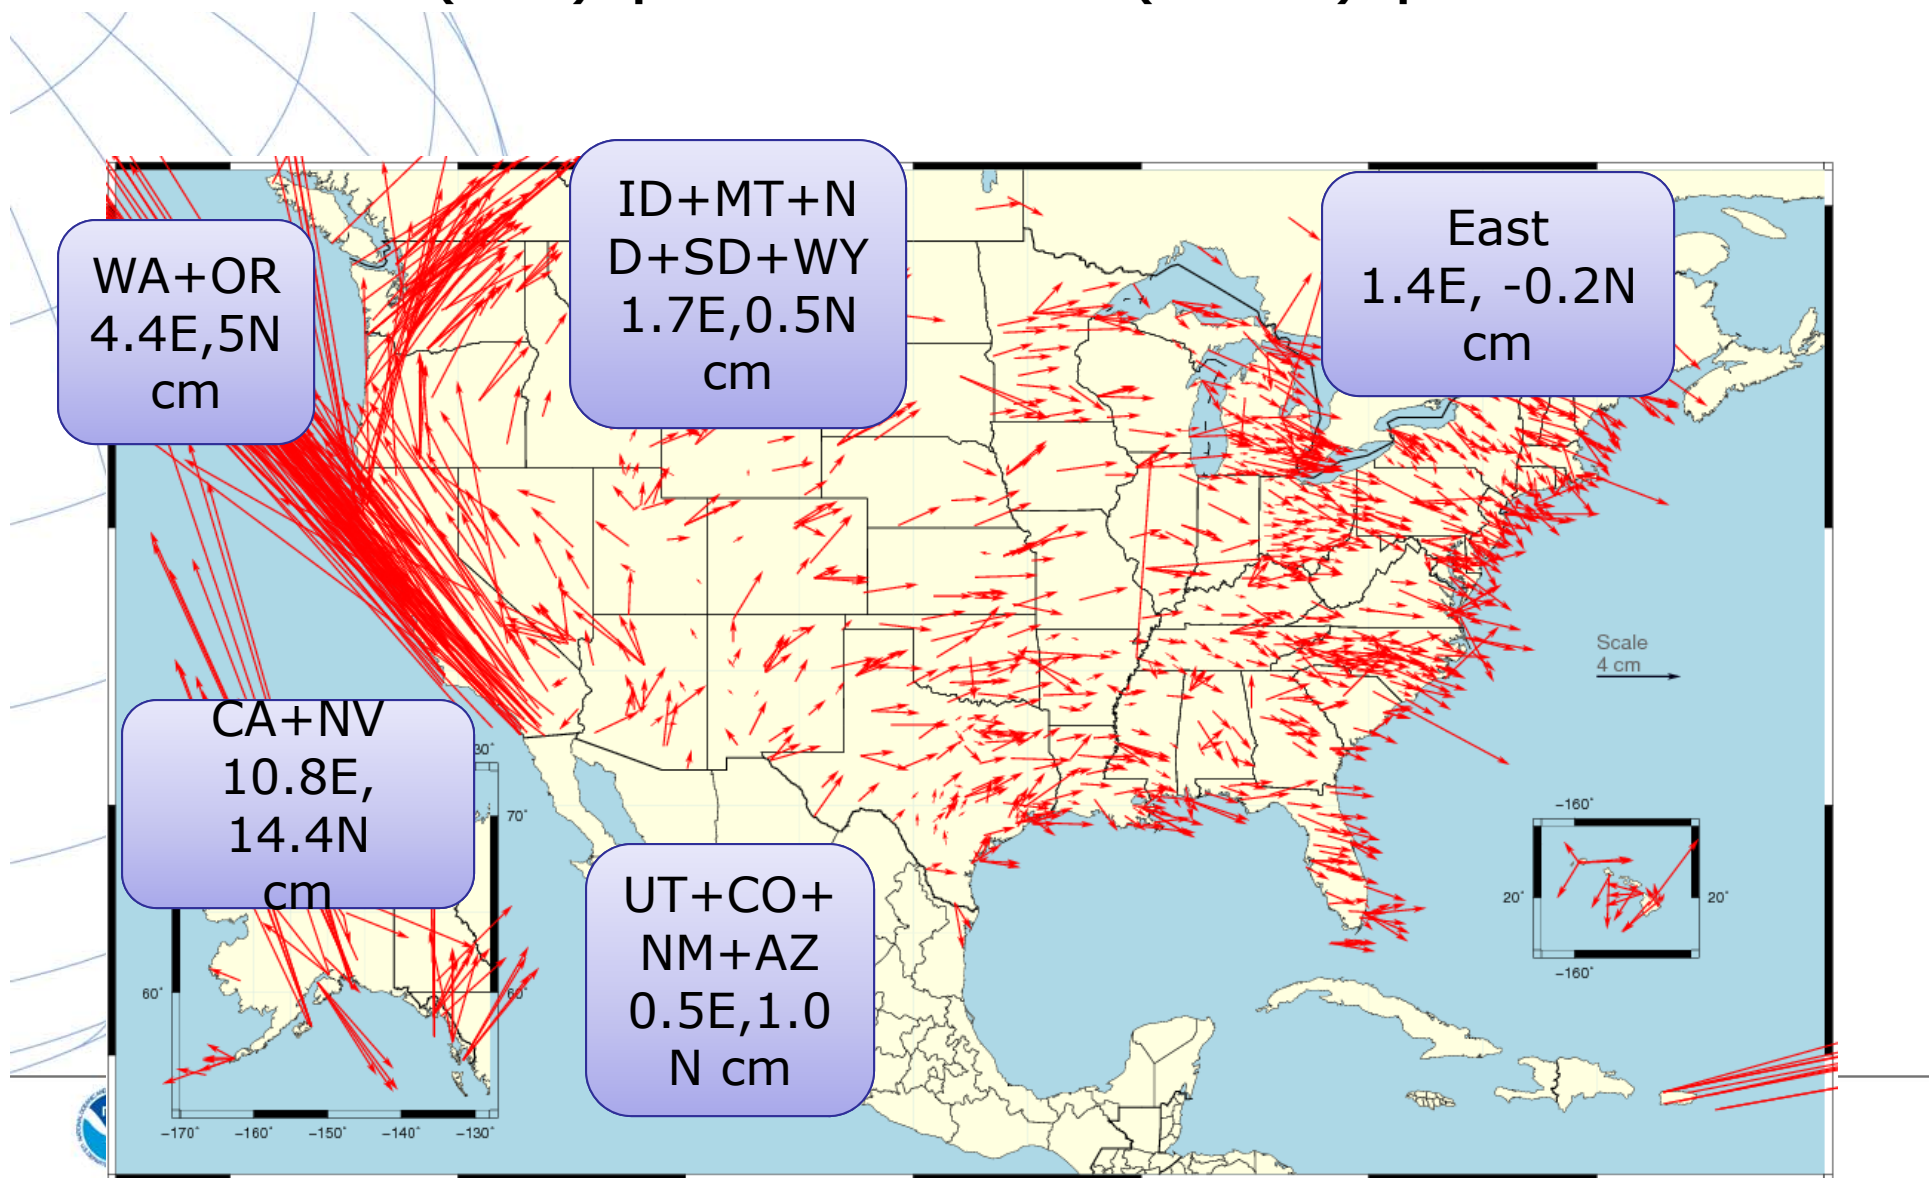 WA+OR
4.4E,5N
cm
ID+MT+N
D+SD+WY
1.7E,0.5N
cm
East
1.4E, -0.2N
cm
Scale
4 cm
CA+NV
10.8E,
14.4N
cm
UT+CO+
NM+AZ
0.5E,1.0
N cm
30°
70°
60°
60°
-170°
-160°
-150°
-140°
-130°
-160°
20°
20°
-160°